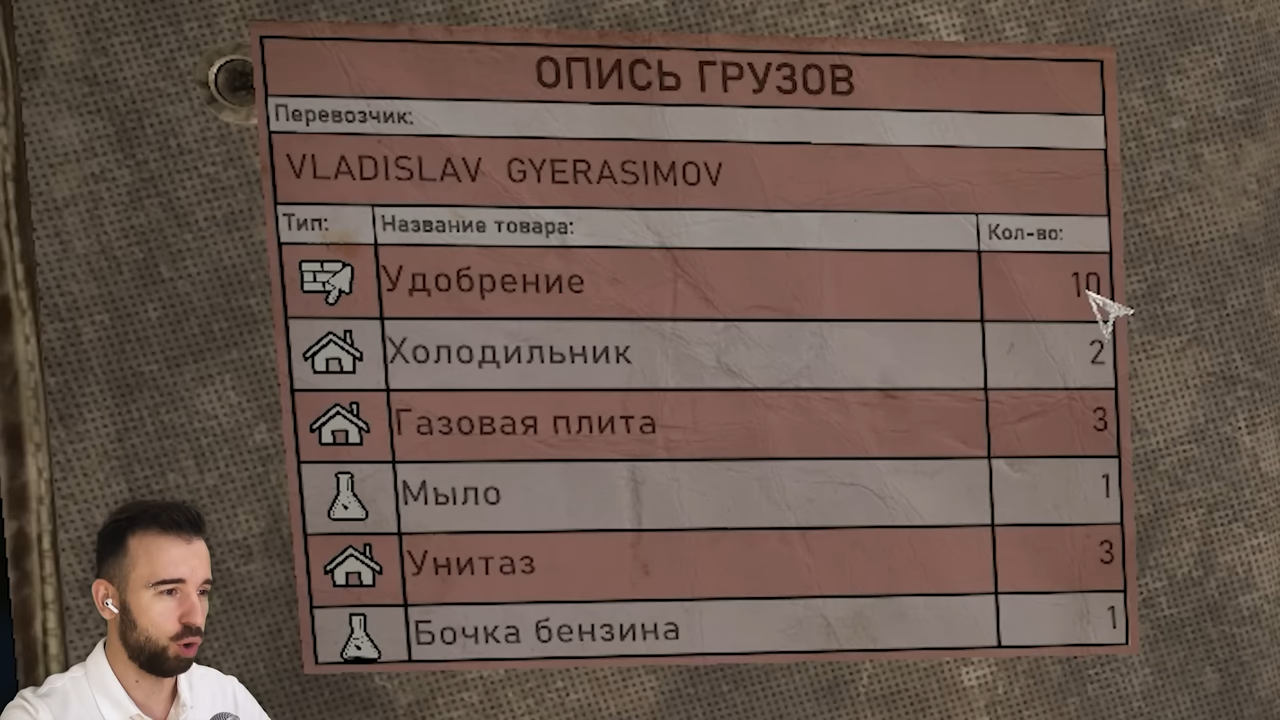 ОПИСЬ ГРУЗОВ
Перевозчик:
VLADISLAV GYERASIMOV
Тип: Название товара: Кол-во:
Удобрение 10
Холодильник 2
Газовая плита 3
Мыло 1
Унитаз 3
Бочка бензина 1